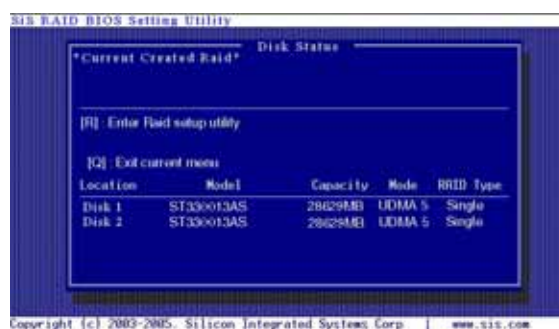 SiS RAID BIOS Setting Utility
Disk Status
*Current Created Raid*
[R] : Enter Raid setup utility
[Q] : Exit current menu
Location Model Capacity Mode RAID Type
Disk 1 ST330013AS 28629MB UDMA 5 Single
Disk 2 ST330013AS 28629MB UDMA 5 Single
Copyright (c) 2003-2005. Silicon Integrated Systems Corp | www.sis.com